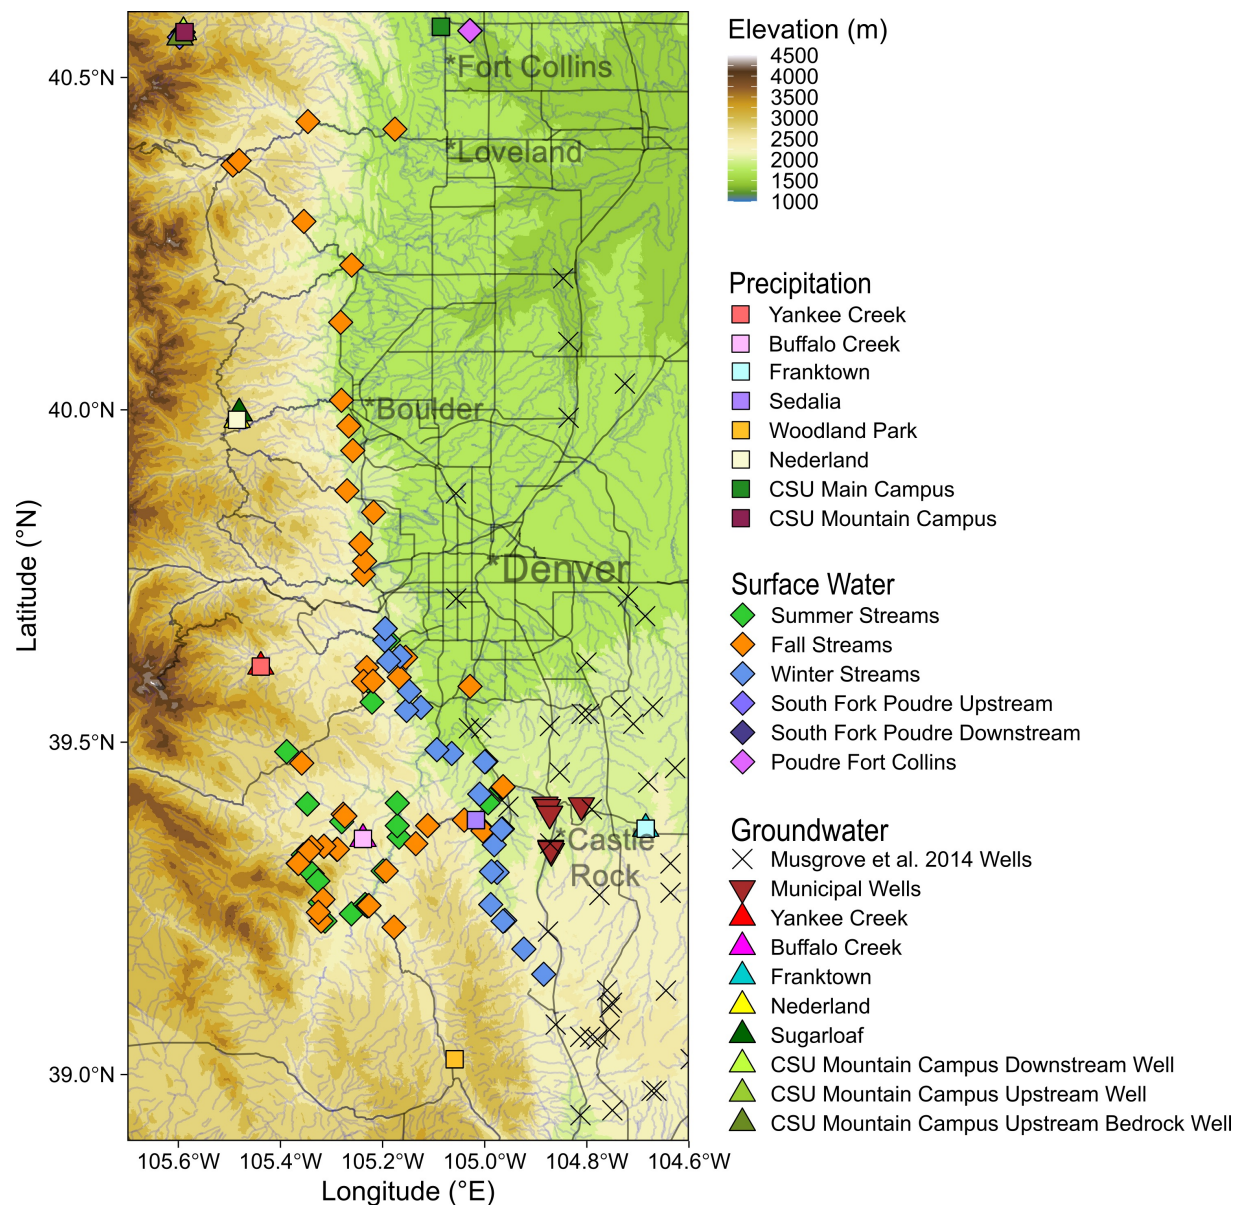 Elevation (m)
4500
4000
3500
3000
2500
2000
1500
1000
40.5°N
40.0°N
39.5°N
39.0°N
Latitude (°N)
*Fort Collins
*Loveland
*Boulder
*Denver
*Castle
Rock
105.6°W 105.4°W 105.2°W 105.0°W 104.8°W 104.6°W
Longitude (°E)
Precipitation
Yankee Creek
Buffalo Creek
Franktown
Sedalia
Woodland Park
Nederland
CSU Main Campus
CSU Mountain Campus
Surface Water
Summer Streams
Fall Streams
Winter Streams
South Fork Poudre Upstream
South Fork Poudre Downstream
Poudre Fort Collins
Groundwater
Musgrove et al. 2014 Wells
Municipal Wells
Yankee Creek
Buffalo Creek
Franktown
Nederland
Sugarloaf
CSU Mountain Campus Downstream Well
CSU Mountain Campus Upstream Well
CSU Mountain Campus Upstream Bedrock Well